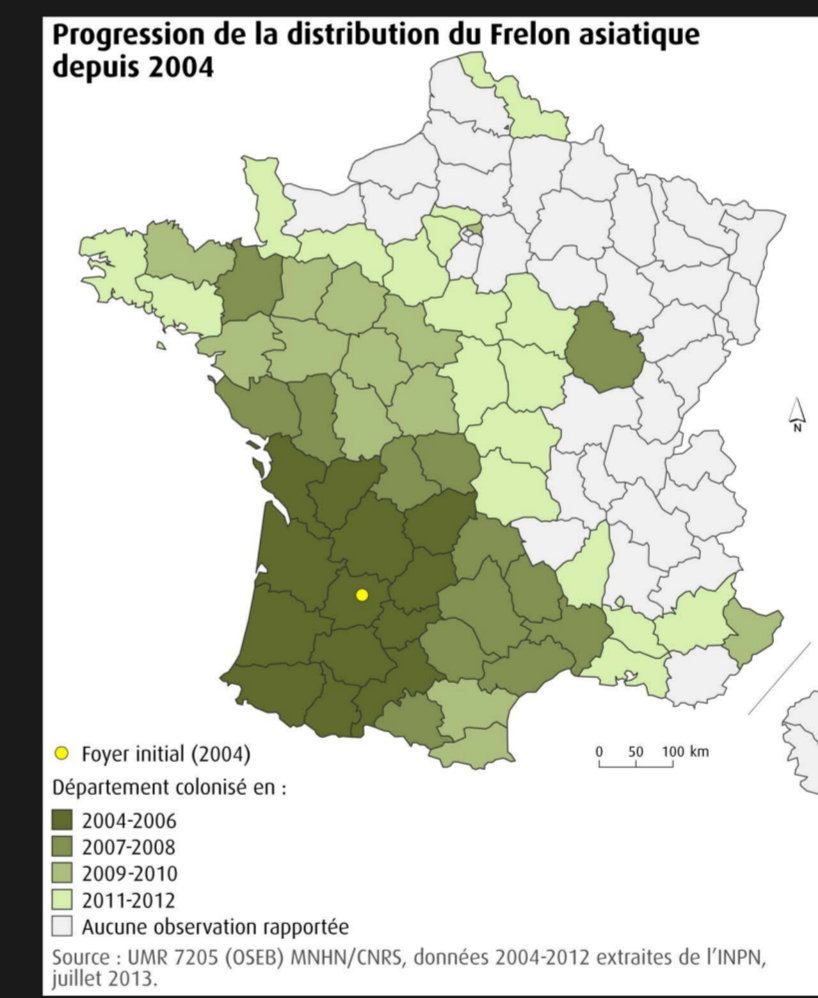 Progression de la distribution du Frelon asiatique
depuis 2004
N
0 50 100 km
Foyer initial (2004)
Département colonisé en :
2004-2006
2007-2008
2009-2010
2011-2012
Aucune observation rapportée
Source : UMR 7205 (OSEB) MNHN/CNRS, données 2004-2012 extraites de l'INPN,
juillet 2013.